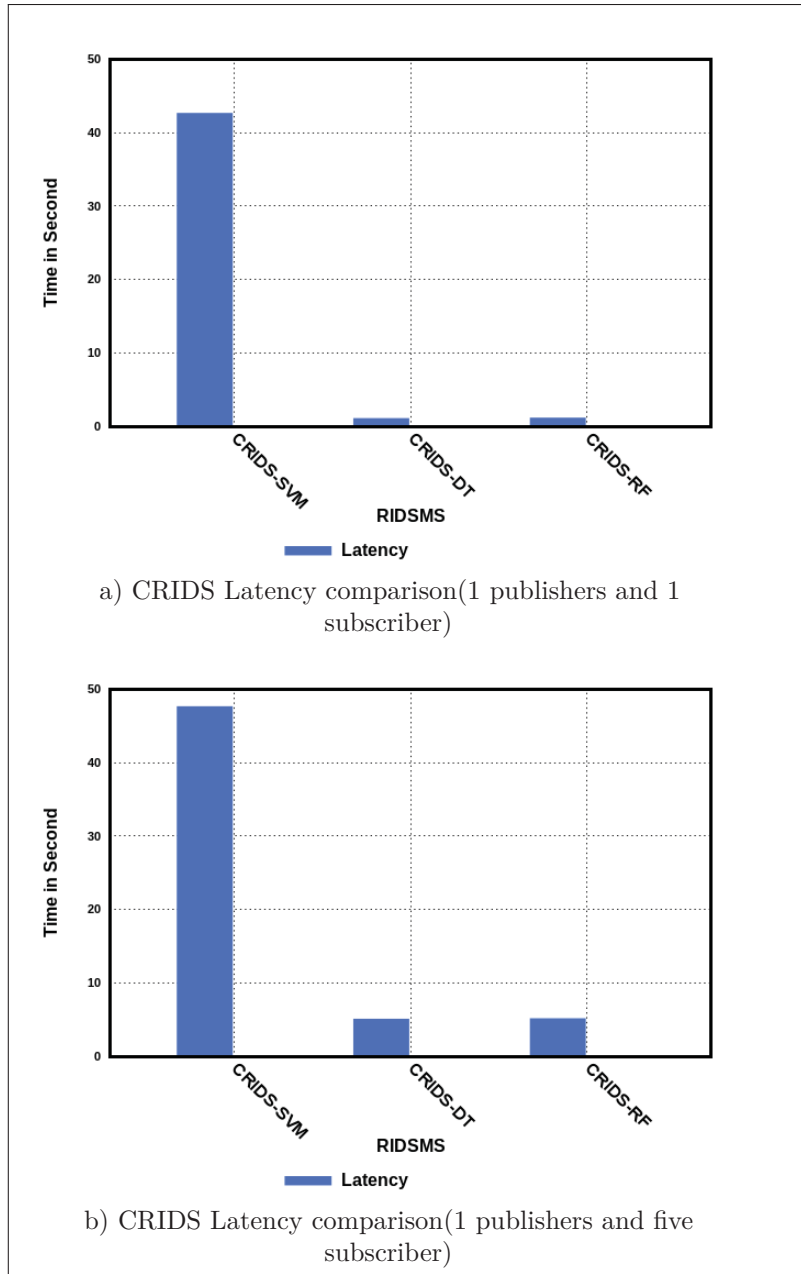 50
40
30
20
10
0
Time in Second
CRIDS-SVM
CRIDS-DT
CRIDS-RF
RIDSMS
Latency
a) CRIDS Latency comparison(1 publishers and 1
subscriber)
50
40
30
20
10
0
Time in Second
CRIDS-SVM
CRIDS-DT
CRIDS-RF
RIDSMS
Latency
b) CRIDS Latency comparison(1 publishers and five
subscriber)